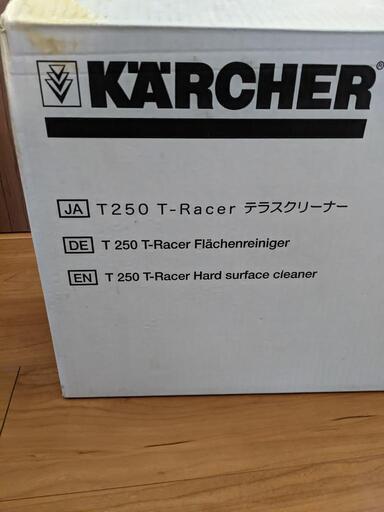 KÄRCHER®
JA T250 T-Racer テラスクリーナー
DE T 250 T-Racer Flächenreiniger
EN T 250 T-Racer Hard surface cleaner